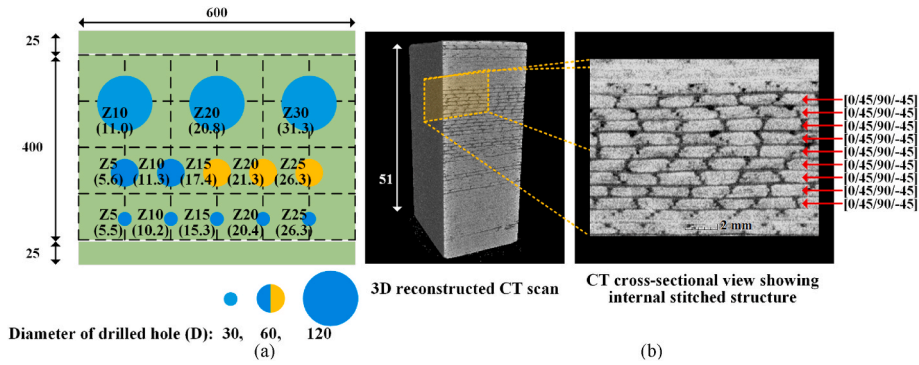 600
25
400
25
Z10 Z20 Z30
(11.0) (20.8) (31.3)
Z5 Z10 Z15 Z20 Z25
(5.6) (11.3) (17.4) (21.3) (26.3)
Z5 Z10 Z15 Z20 Z25
(5.5) (10.2) (15.3) (20.4) (26.3)
Diameter of drilled hole (D): 30, 60, 120
(a)
51
3D reconstructed CT scan
2 mm
[0/45/90/-45]
[0/45/90/-45]
[0/45/90/-45]
[0/45/90/-45]
[0/45/90/-45]
[0/45/90/-45]
[0/45/90/-45]
[0/45/90/-45]
[0/45/90/-45]
CT cross-sectional view showing
internal stitched structure
(b)